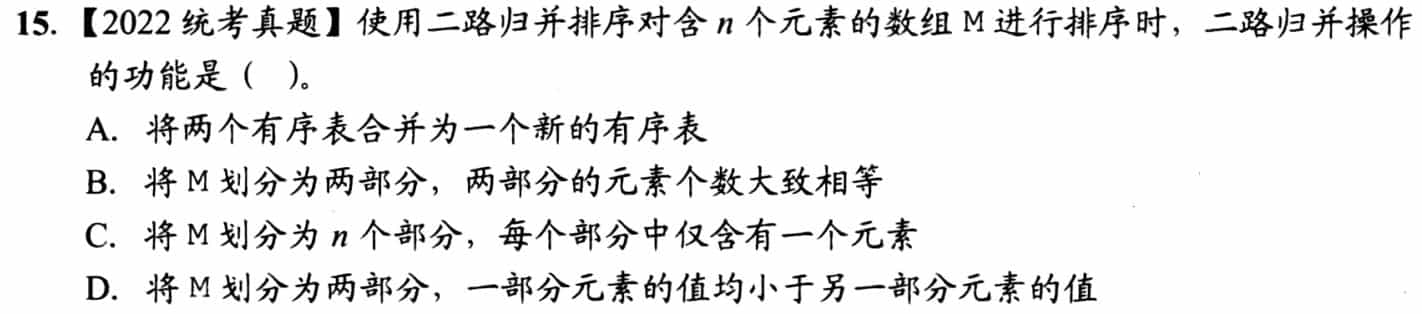 15. 【2022 统考真题】使用二路归并排序对含 n 个元素的数组 M 进行排序时，二路归并操作
的功能是（ ）。
A. 将两个有序表合并为一个新的有序表
B. 将 M 划分为两部分，两部分的元素个数大致相等
C. 将 M 划分为 n 个部分，每个部分中仅含有一个元素
D. 将 M 划分为两部分，一部分元素的值均小于另一部分元素的值